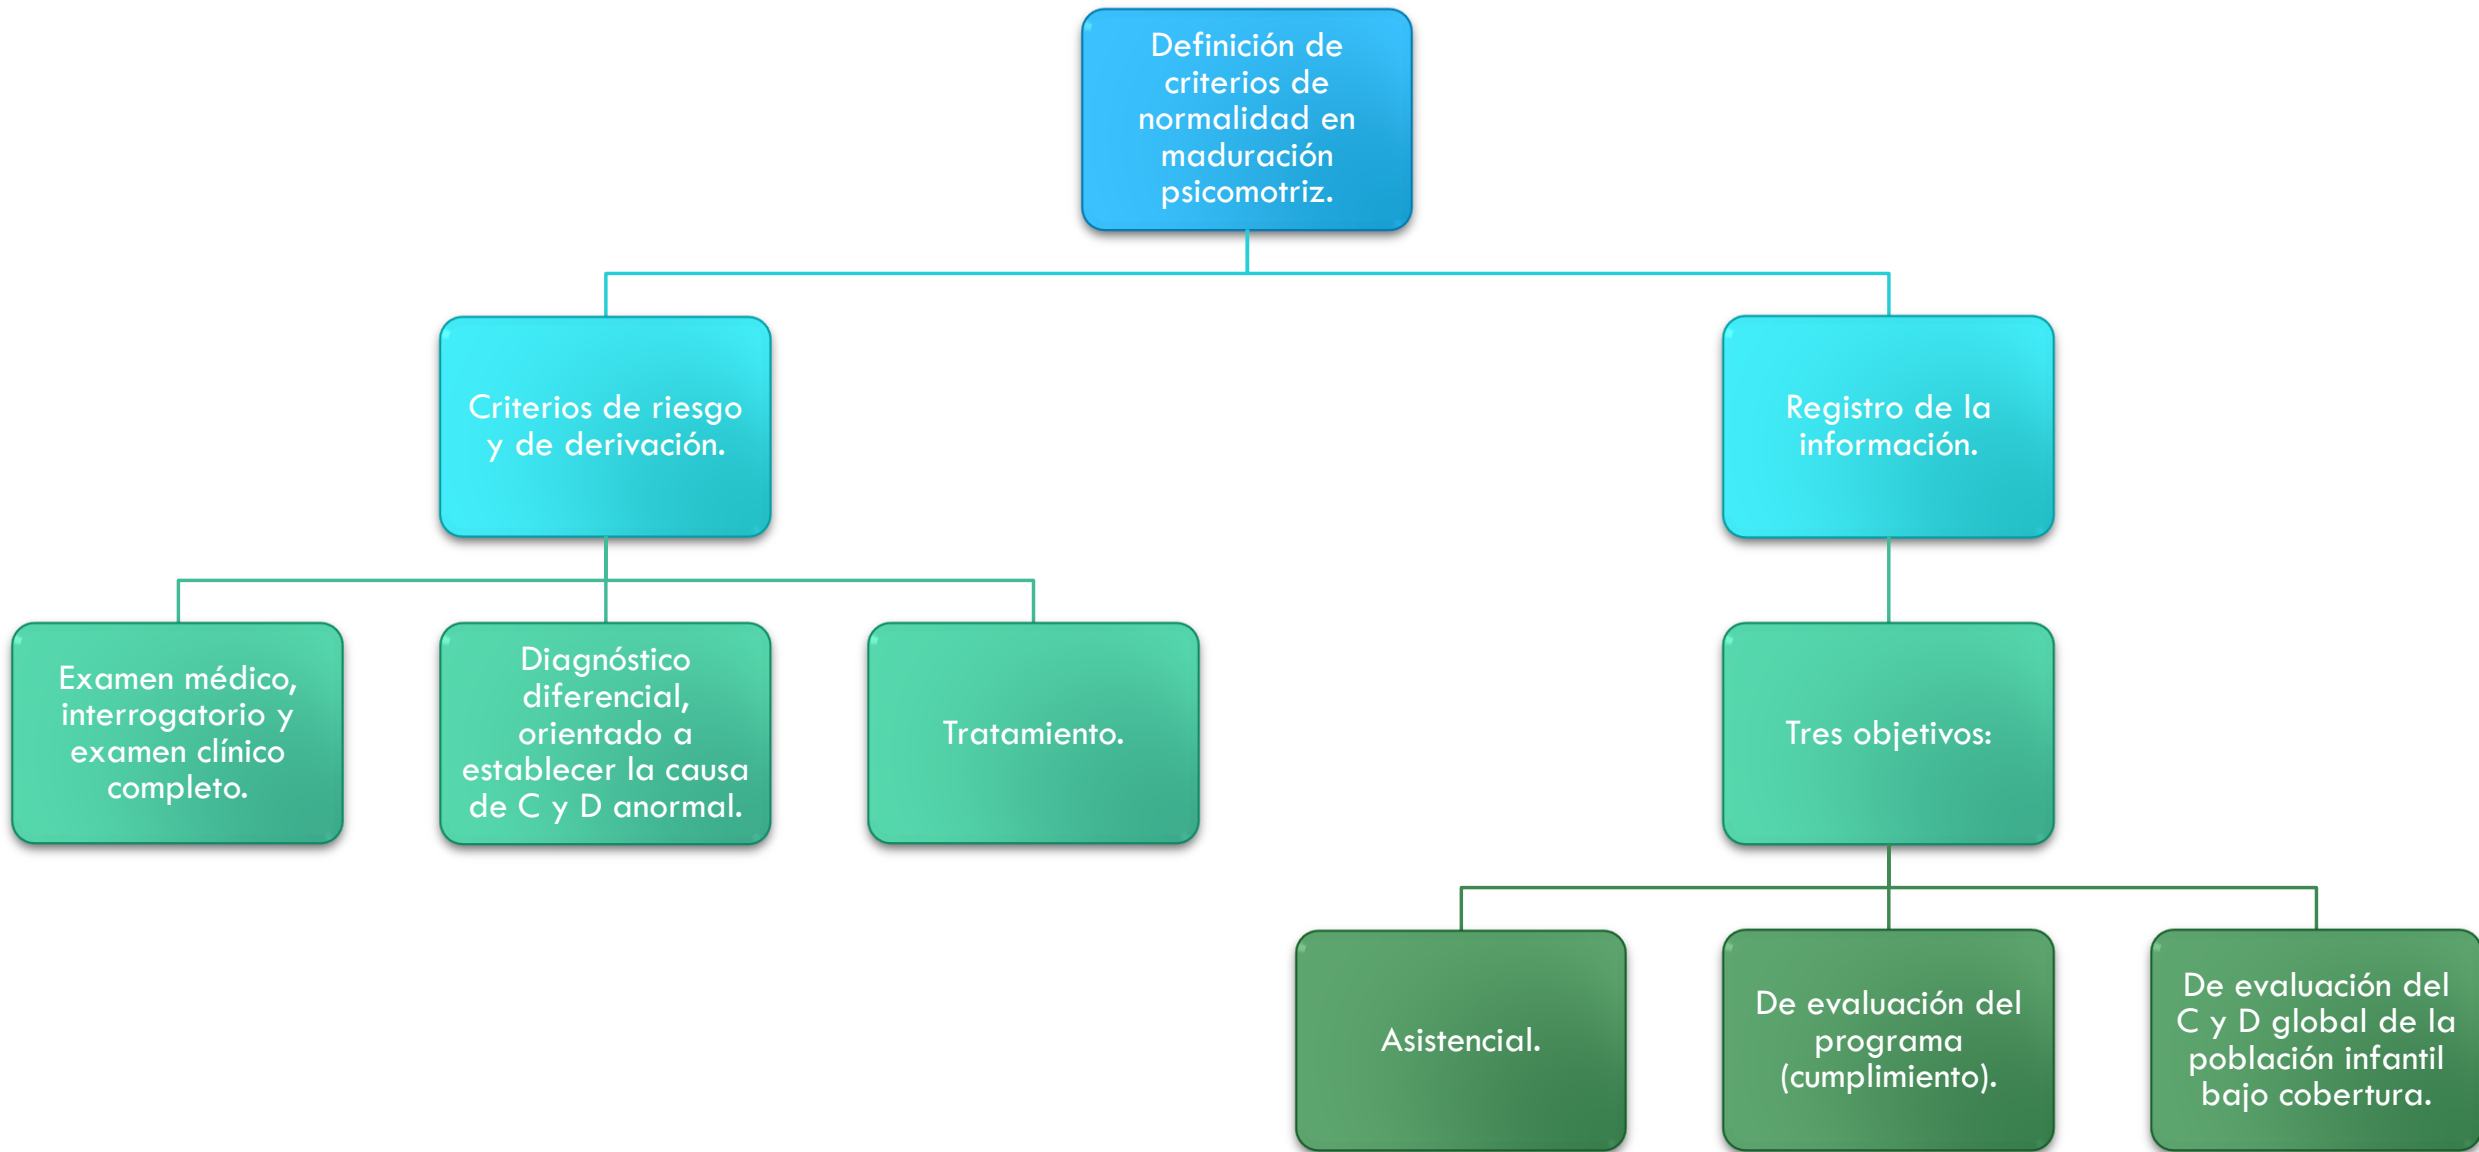 Definición de
criterios de
normalidad en
maduración
psicomotriz.
Criterios de riesgo
y de derivación.
Registro de la
información.
Examen médico,
interrogatorio y
examen clínico
completo.
Diagnóstico
diferencial,
orientado a
establecer la causa
de C y D anormal.
Tratamiento.
Tres objetivos:
Asistencial.
De evaluación del
programa
(cumplimiento).
De evaluación del
C y D global de la
población infantil
bajo cobertura.